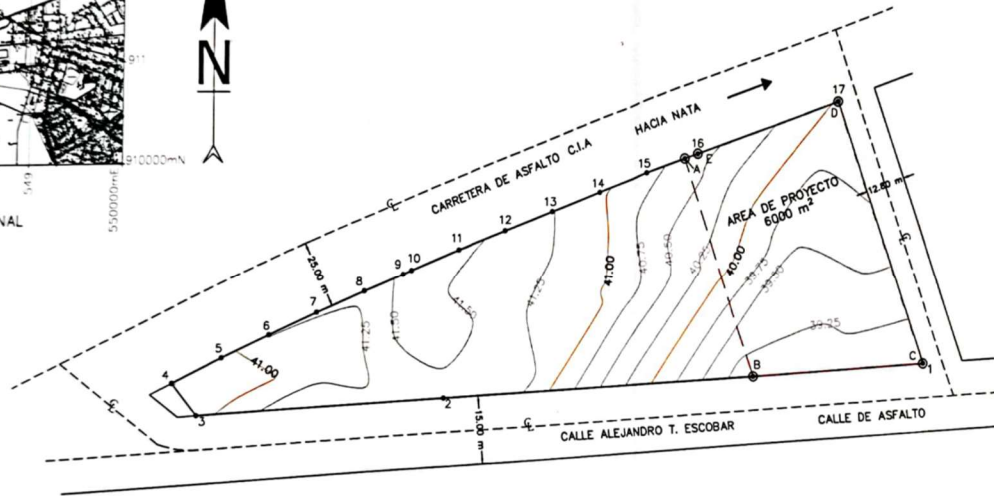 911
N
910000mN
549
550000mE
NAL
CARRETERA DE ASFALTO C.I.A
HACIA NATA
℄
25.00 m
17
D
16
E
A
15
14
13
12
11
10
9
8
7
6
5
4
3
2
B
C
1
AREA DE PROYECTO
6000 m²
12.80 m
℄
41.00
41.25
41.50
41.50
41.25
41.00
40.75
40.50
40.25
40.00
39.75
39.50
39.25
℄
15.00 m
℄
CALLE ALEJANDRO T. ESCOBAR
CALLE DE ASFALTO